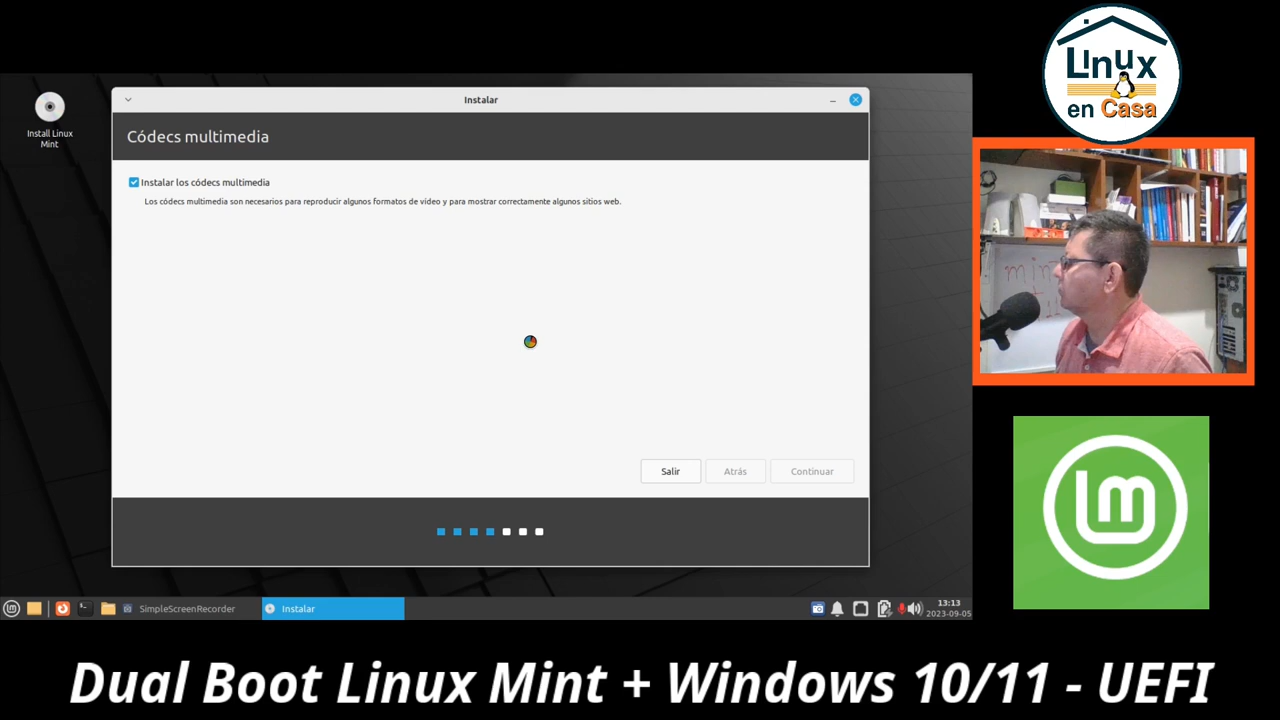 Linux
en Casa
Install Linux
Mint
Instalar
Códecs multimedia
Instalar los códecs multimedia
Los códecs multimedia son necesarios para reproducir algunos formatos de video y para mostrar correctamente algunos sitios web.
Salir
Atrás
Continuar
SimpleScreenRecorder
Instalar
13:13
2023-09-05
Dual Boot Linux Mint + Windows 10/11 - UEFI